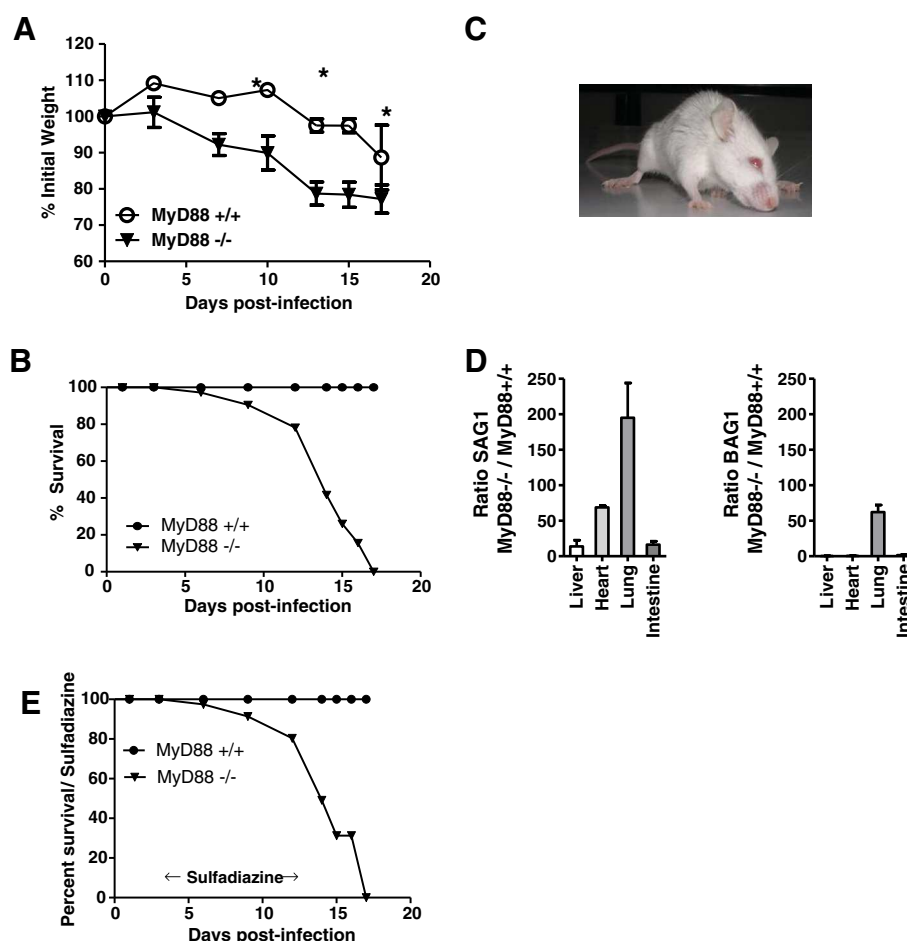 A
120
110
100
90
80
70
60
% Initial Weight
*
*
*
MyD88 +/+
MyD88 -/-
0
5
10
15
20
Days post-infection
C
B
100
80
60
40
20
0
% Survival
MyD88 +/+
MyD88 -/-
0
5
10
15
20
Days post-infection
D
Ratio SAG1
MyD88-/- / MyD88+/+
250
200
150
100
50
0
Liver
Heart
Lung
Intestine
Ratio BAG1
MyD88-/- / MyD88+/+
250
200
150
100
50
0
Liver
Heart
Lung
Intestine
E
Percent survival/ Sulfadiazine
100
80
60
40
20
0
MyD88 +/+
MyD88 -/-
← Sulfadiazine →
0
5
10
15
20
Days post-infection